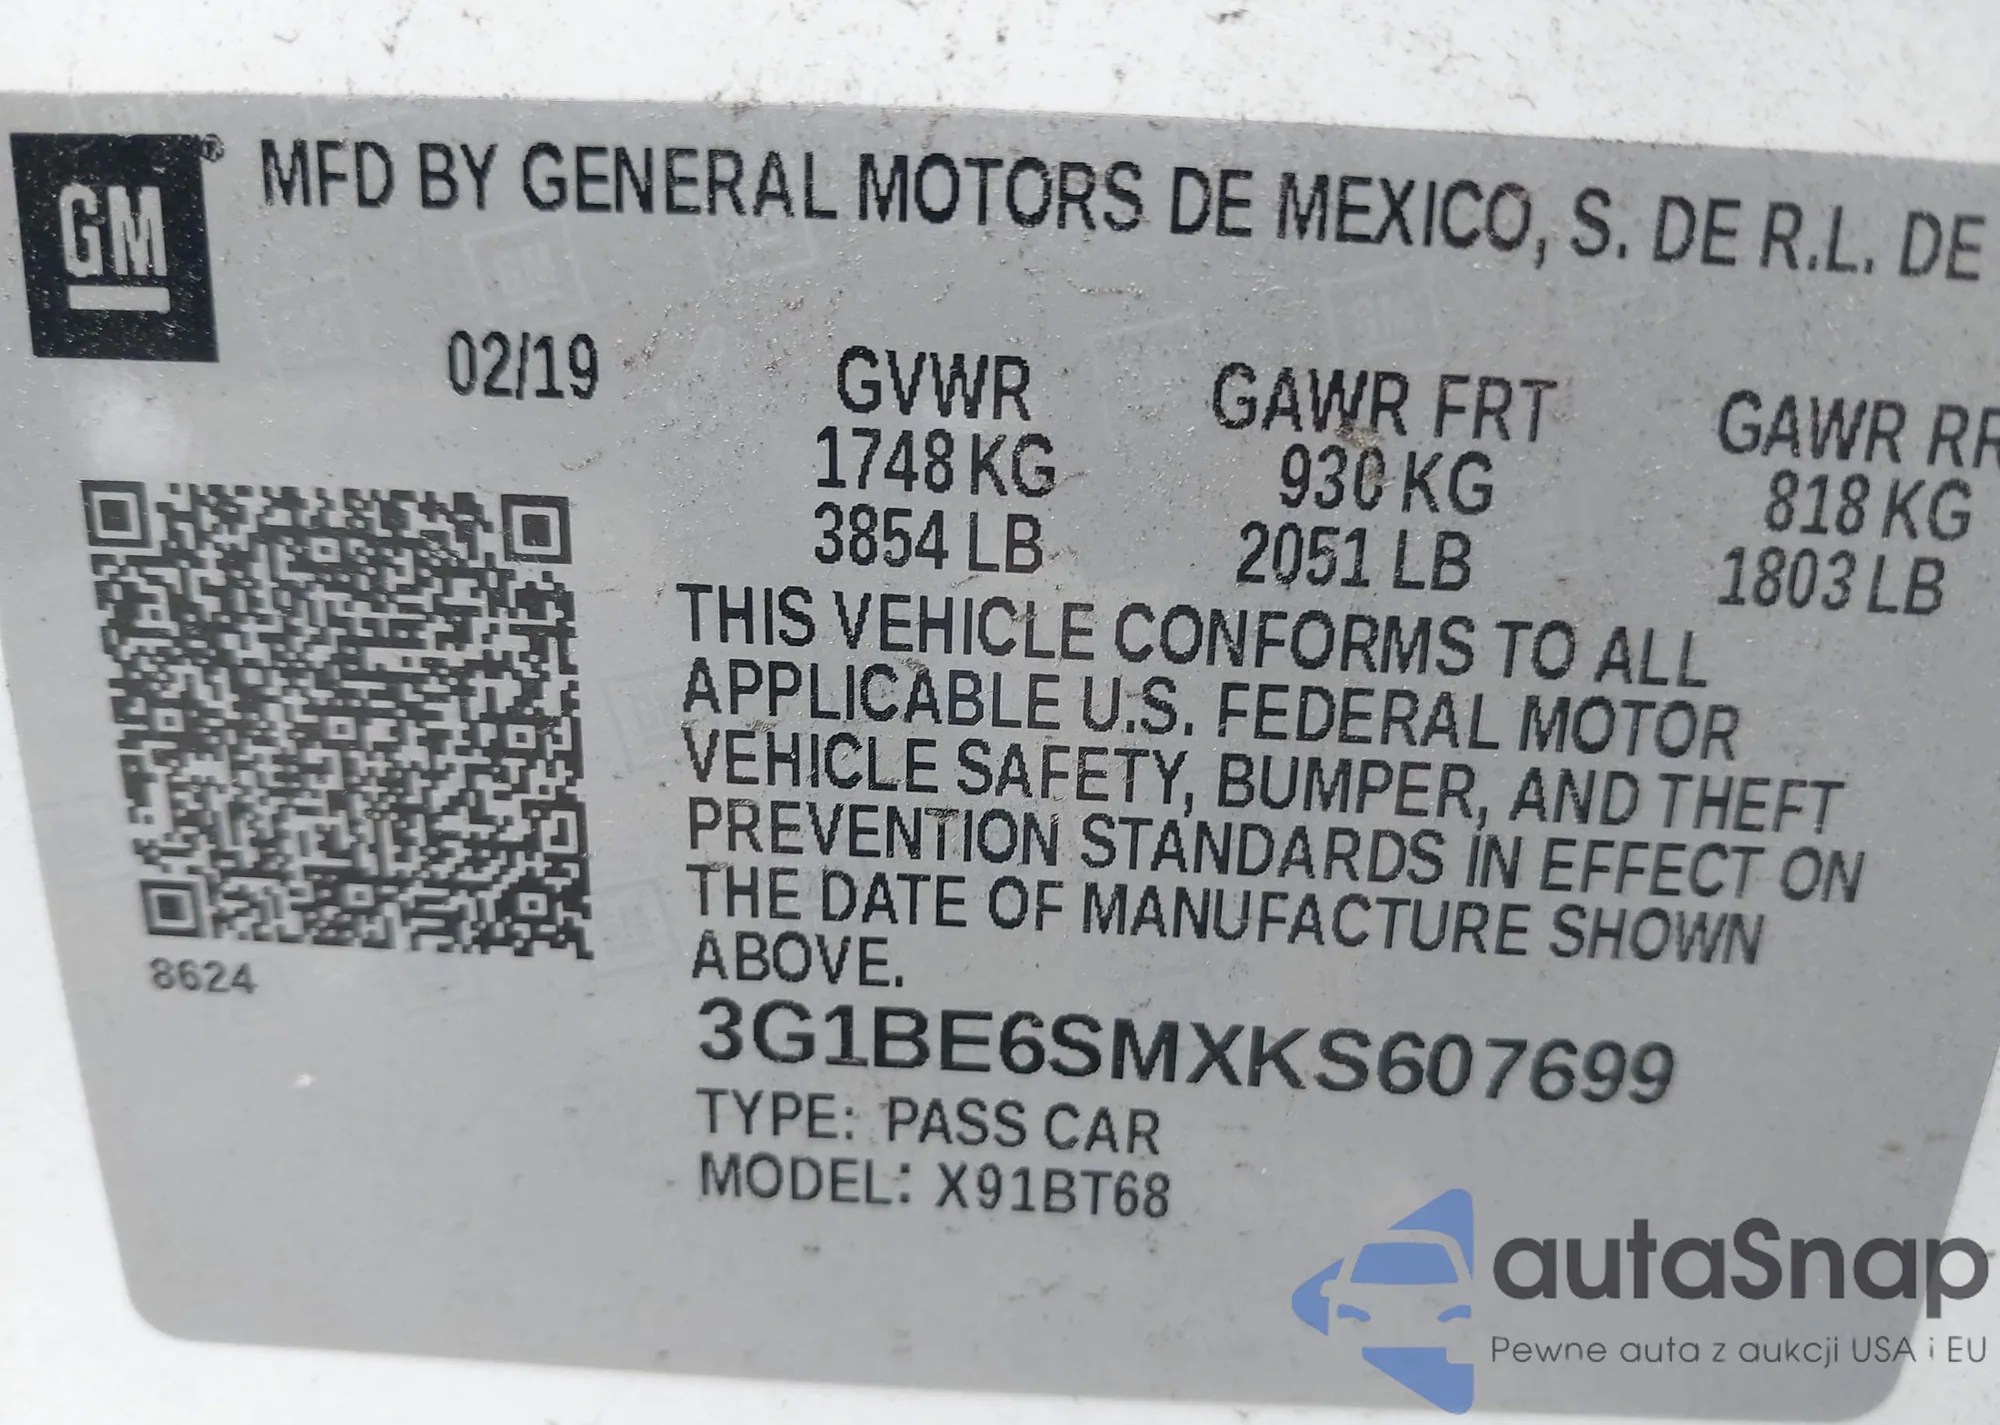 GM ® MFD BY GENERAL MOTORS DE MEXICO, S. DE R.L. DE
02/19 GVWR GAWR FRT GAWR RR
1748 KG 930 KG 818 KG
3854 LB 2051 LB 1803 LB
THIS VEHICLE CONFORMS TO ALL
APPLICABLE U.S. FEDERAL MOTOR
VEHICLE SAFETY, BUMPER, AND THEFT
PREVENTION STANDARDS IN EFFECT ON
THE DATE OF MANUFACTURE SHOWN
ABOVE.
8624
3G1BE6SMXKS607699
TYPE: PASS CAR
MODEL: X91BT68
autaSnap
Pewne auta z aukcji USA i EU